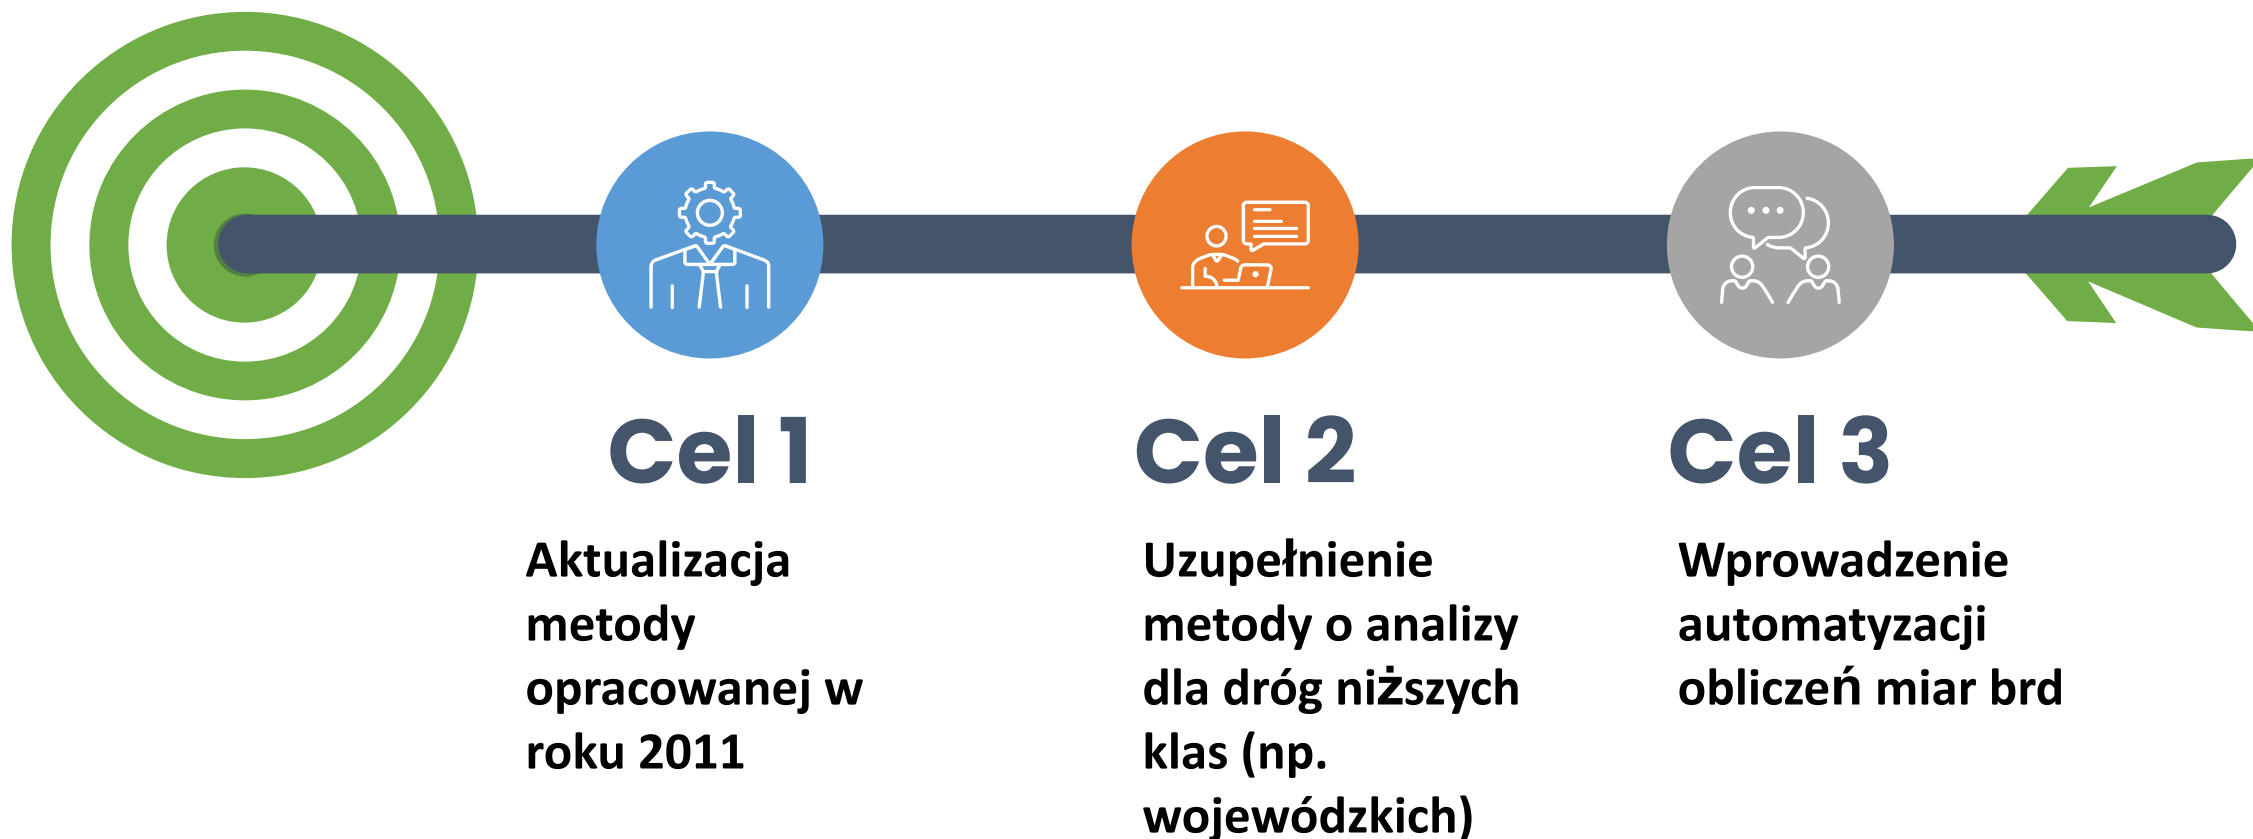 Cel 1
Aktualizacja
metody
opracowanej w
roku 2011
Cel 2
Uzupełnienie
metody o analizy
dla dróg niższych
klas (np.
wojewódzkich)
Cel 3
Wprowadzenie
automatyzacji
obliczeń miar brd